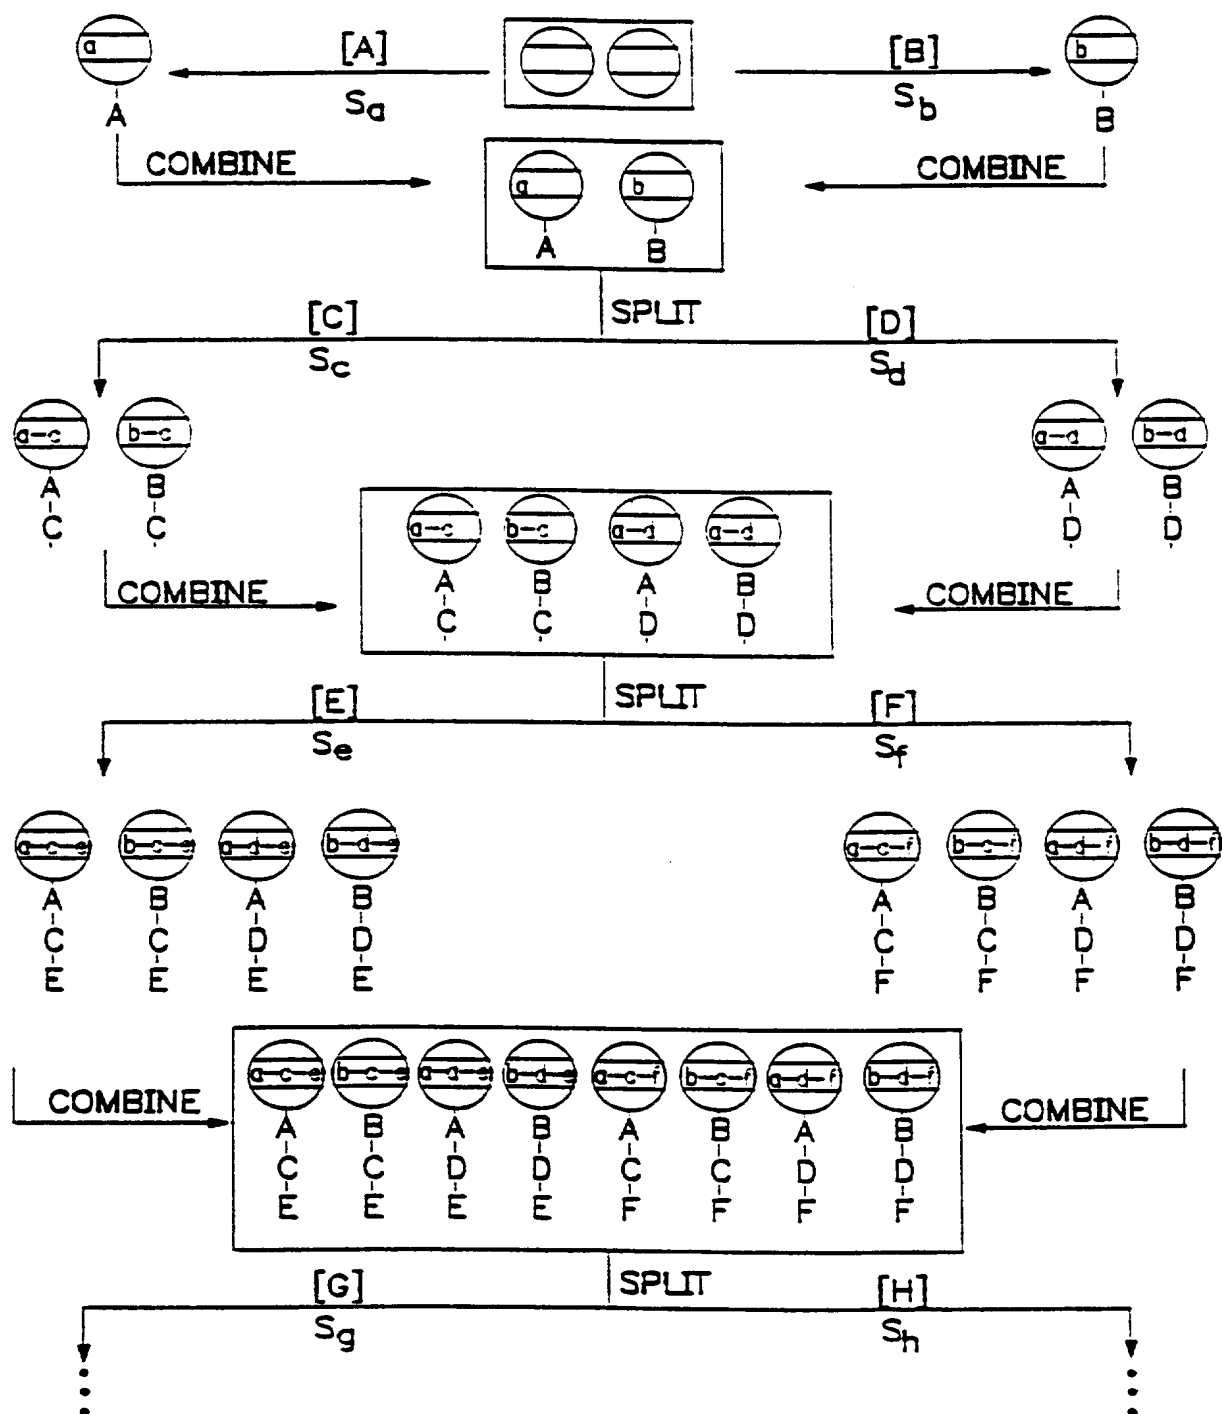 a [A] [B] b
Sa Sb
A B
COMBINE COMBINE
a b
A B
SPLIT
[C] [D]
Sc Sd
a-c b-c a-d b-d
A B A B
C C D D
a-c b-c a-d a-d
A B A B
C C D D
COMBINE COMBINE
SPLIT
[E] [F]
Se Sf
a-c-e b-c-e a-d-e b-d-e a-c-f b-c-f a-d-f b-d-f
A B A B A B A B
C C D D C C D D
E E E E F F F F
a-c-e b-c-e a-d-e b-d-e a-c-f b-c-f a-d-f b-d-f
COMBINE COMBINE
A B A B A B A B
C C D D C C D D
E E E E F F F F
SPLIT
[G] [H]
Sg Sh